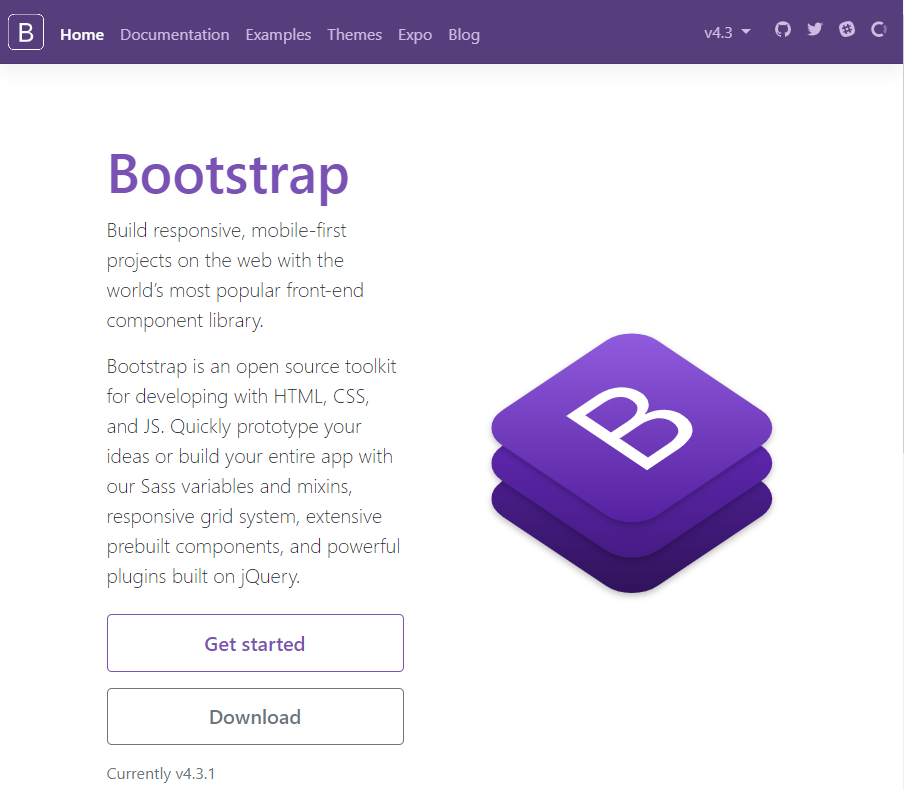 B Home Documentation Examples Themes Expo Blog v4.3
Bootstrap
Build responsive, mobile-first
projects on the web with the
world’s most popular front-end
component library.
Bootstrap is an open source toolkit
for developing with HTML, CSS,
and JS. Quickly prototype your
ideas or build your entire app with
our Sass variables and mixins,
responsive grid system, extensive
prebuilt components, and powerful
plugins built on jQuery.
B
Get started
Download
Currently v4.3.1